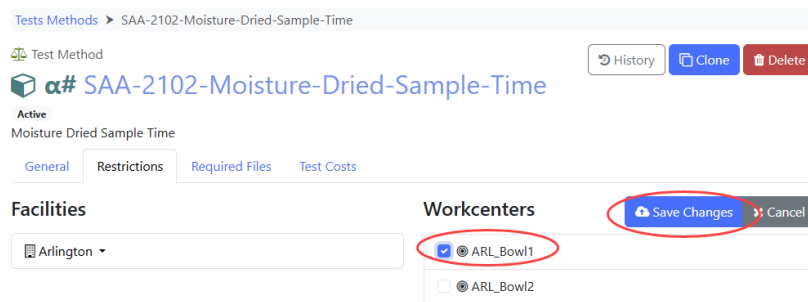 Tests Methods > SAA-2102-Moisture-Dried-Sample-Time
Test Method
History
Clone
Delete
α# SAA-2102-Moisture-Dried-Sample-Time
Active
Moisture Dried Sample Time
General
Restrictions
Required Files
Test Costs
Facilities
Workcenters
Save Changes
Cancel
Arlington
ARL_Bowl1
ARL_Bowl2